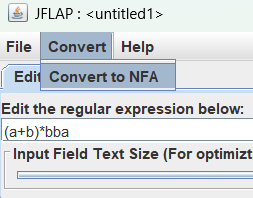 JFLAP : <untitled1>
File Convert Help
Edit Convert to NFA
Edit the regular expression below:
(a+b)*bba
Input Field Text Size (For optimizt